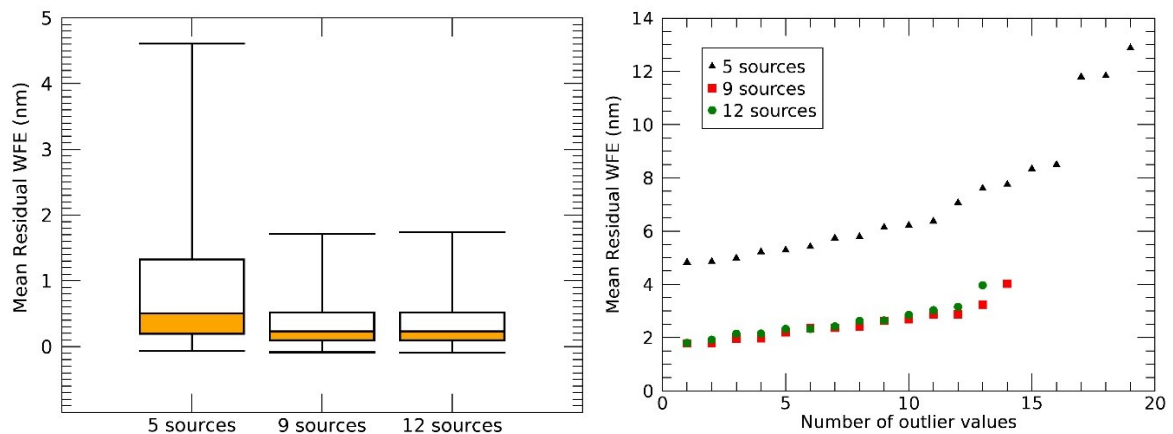 Mean Residual WFE (nm)
5
4
3
2
1
0
5 sources
9 sources
12 sources
Mean Residual WFE (nm)
14
12
10
8
6
4
2
0
5 sources
9 sources
12 sources
0
5
10
15
20
Number of outlier values